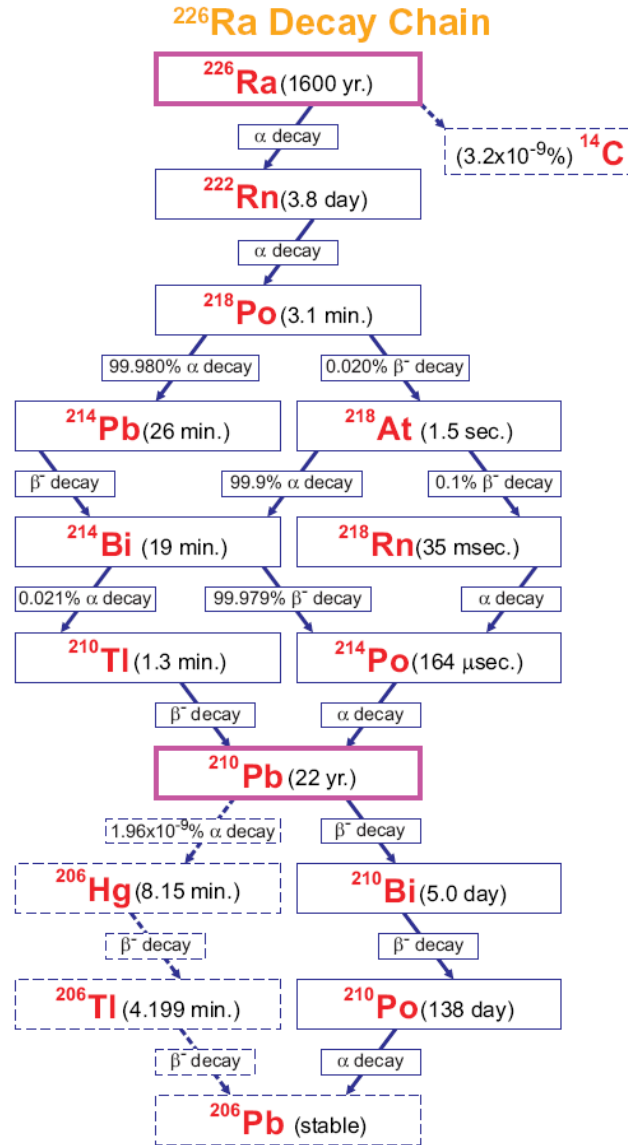 ²²⁶Ra Decay Chain
²²⁶Ra (1600 yr.)
α decay
(3.2x10⁻⁹%) ¹⁴C
²²²Rn (3.8 day)
α decay
²¹⁸Po (3.1 min.)
99.980% α decay
0.020% β⁻ decay
²¹⁴Pb (26 min.)
²¹⁸At (1.5 sec.)
β⁻ decay
99.9% α decay
0.1% β⁻ decay
²¹⁴Bi (19 min.)
²¹⁸Rn (35 msec.)
0.021% α decay
99.979% β⁻ decay
α decay
²¹⁰Tl (1.3 min.)
²¹⁴Po (164 μsec.)
β⁻ decay
α decay
²¹⁰Pb (22 yr.)
1.96x10⁻⁹% α decay
β⁻ decay
²⁰⁶Hg (8.15 min.)
²¹⁰Bi (5.0 day)
β⁻ decay
β⁻ decay
²⁰⁶Tl (4.199 min.)
²¹⁰Po (138 day)
β⁻ decay
α decay
²⁰⁶Pb (stable)